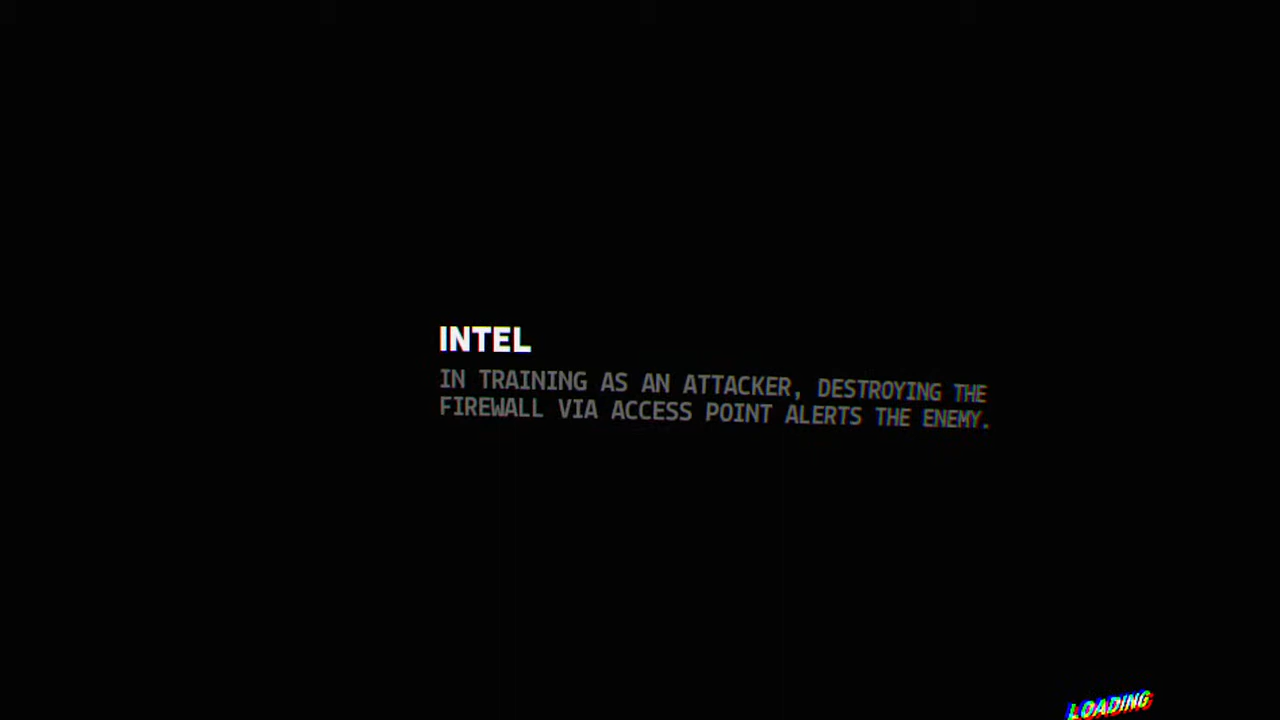 INTEL
IN TRAINING AS AN ATTACKER, DESTROYING THE
FIREWALL VIA ACCESS POINT ALERTS THE ENEMY.
LOADING